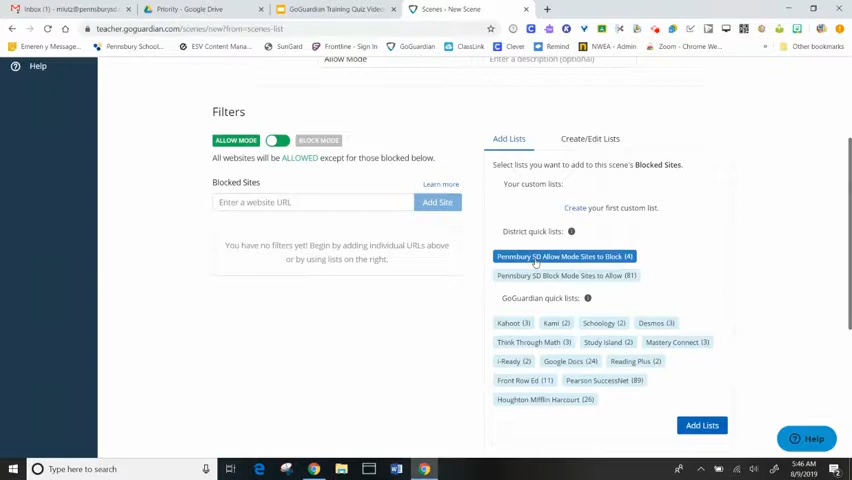 Inbox (10) - mlutz@pennsburysc
Priority - Google Drive
GoGuardian Training Quiz Video
Scenes - New Scene
teacher.goguardian.com/scenes/new?from=scenes-list
Emeren y Memoran...
Pennsbury School...
ESV Content Mana...
SunGard
Frontline - Sign In
GoGuardian
ClassLink
Clever
Remind
NWEA - Admin
Zoom - Chrome We...
Other bookmarks
Help
Allow Mode
Enter a description (optional)
Filters
ALLOW MODE
BLOCK MODE
All websites will be ALLOWED except for those blocked below.
Blocked Sites
Learn more
Enter a website URL
Add Site
You have no filters yet! Begin by adding individual URLs above
or by using lists on the right.
Add Lists
Create/Edit Lists
Select lists you want to add to this scene's Blocked Sites.
Your custom lists:
Create your first custom list.
District quick lists:
Pennsbury SD Allow Mode Sites to Block (4)
Pennsbury SD Block Mode Sites to Allow (81)
GoGuardian quick lists:
Kahoot (3) Kami (2) Schoology (2) Desmos (3)
Think Through Math (3) Study Island (2) Mastery Connect (3)
i-Ready (2) Google Docs (24) Reading Plus (2)
Front Row Ed (11) Pearson SuccessNet (89)
Houghton Mifflin Harcourt (26)
Add Lists
Help
Type here to search
5:46 AM
8/9/2019